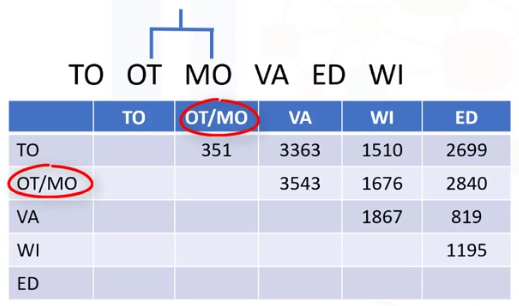 TO OT MO VA ED WI
TO OT/MO VA WI ED
TO 351 3363 1510 2699
OT/MO 3543 1676 2840
VA 1867 819
WI 1195
ED